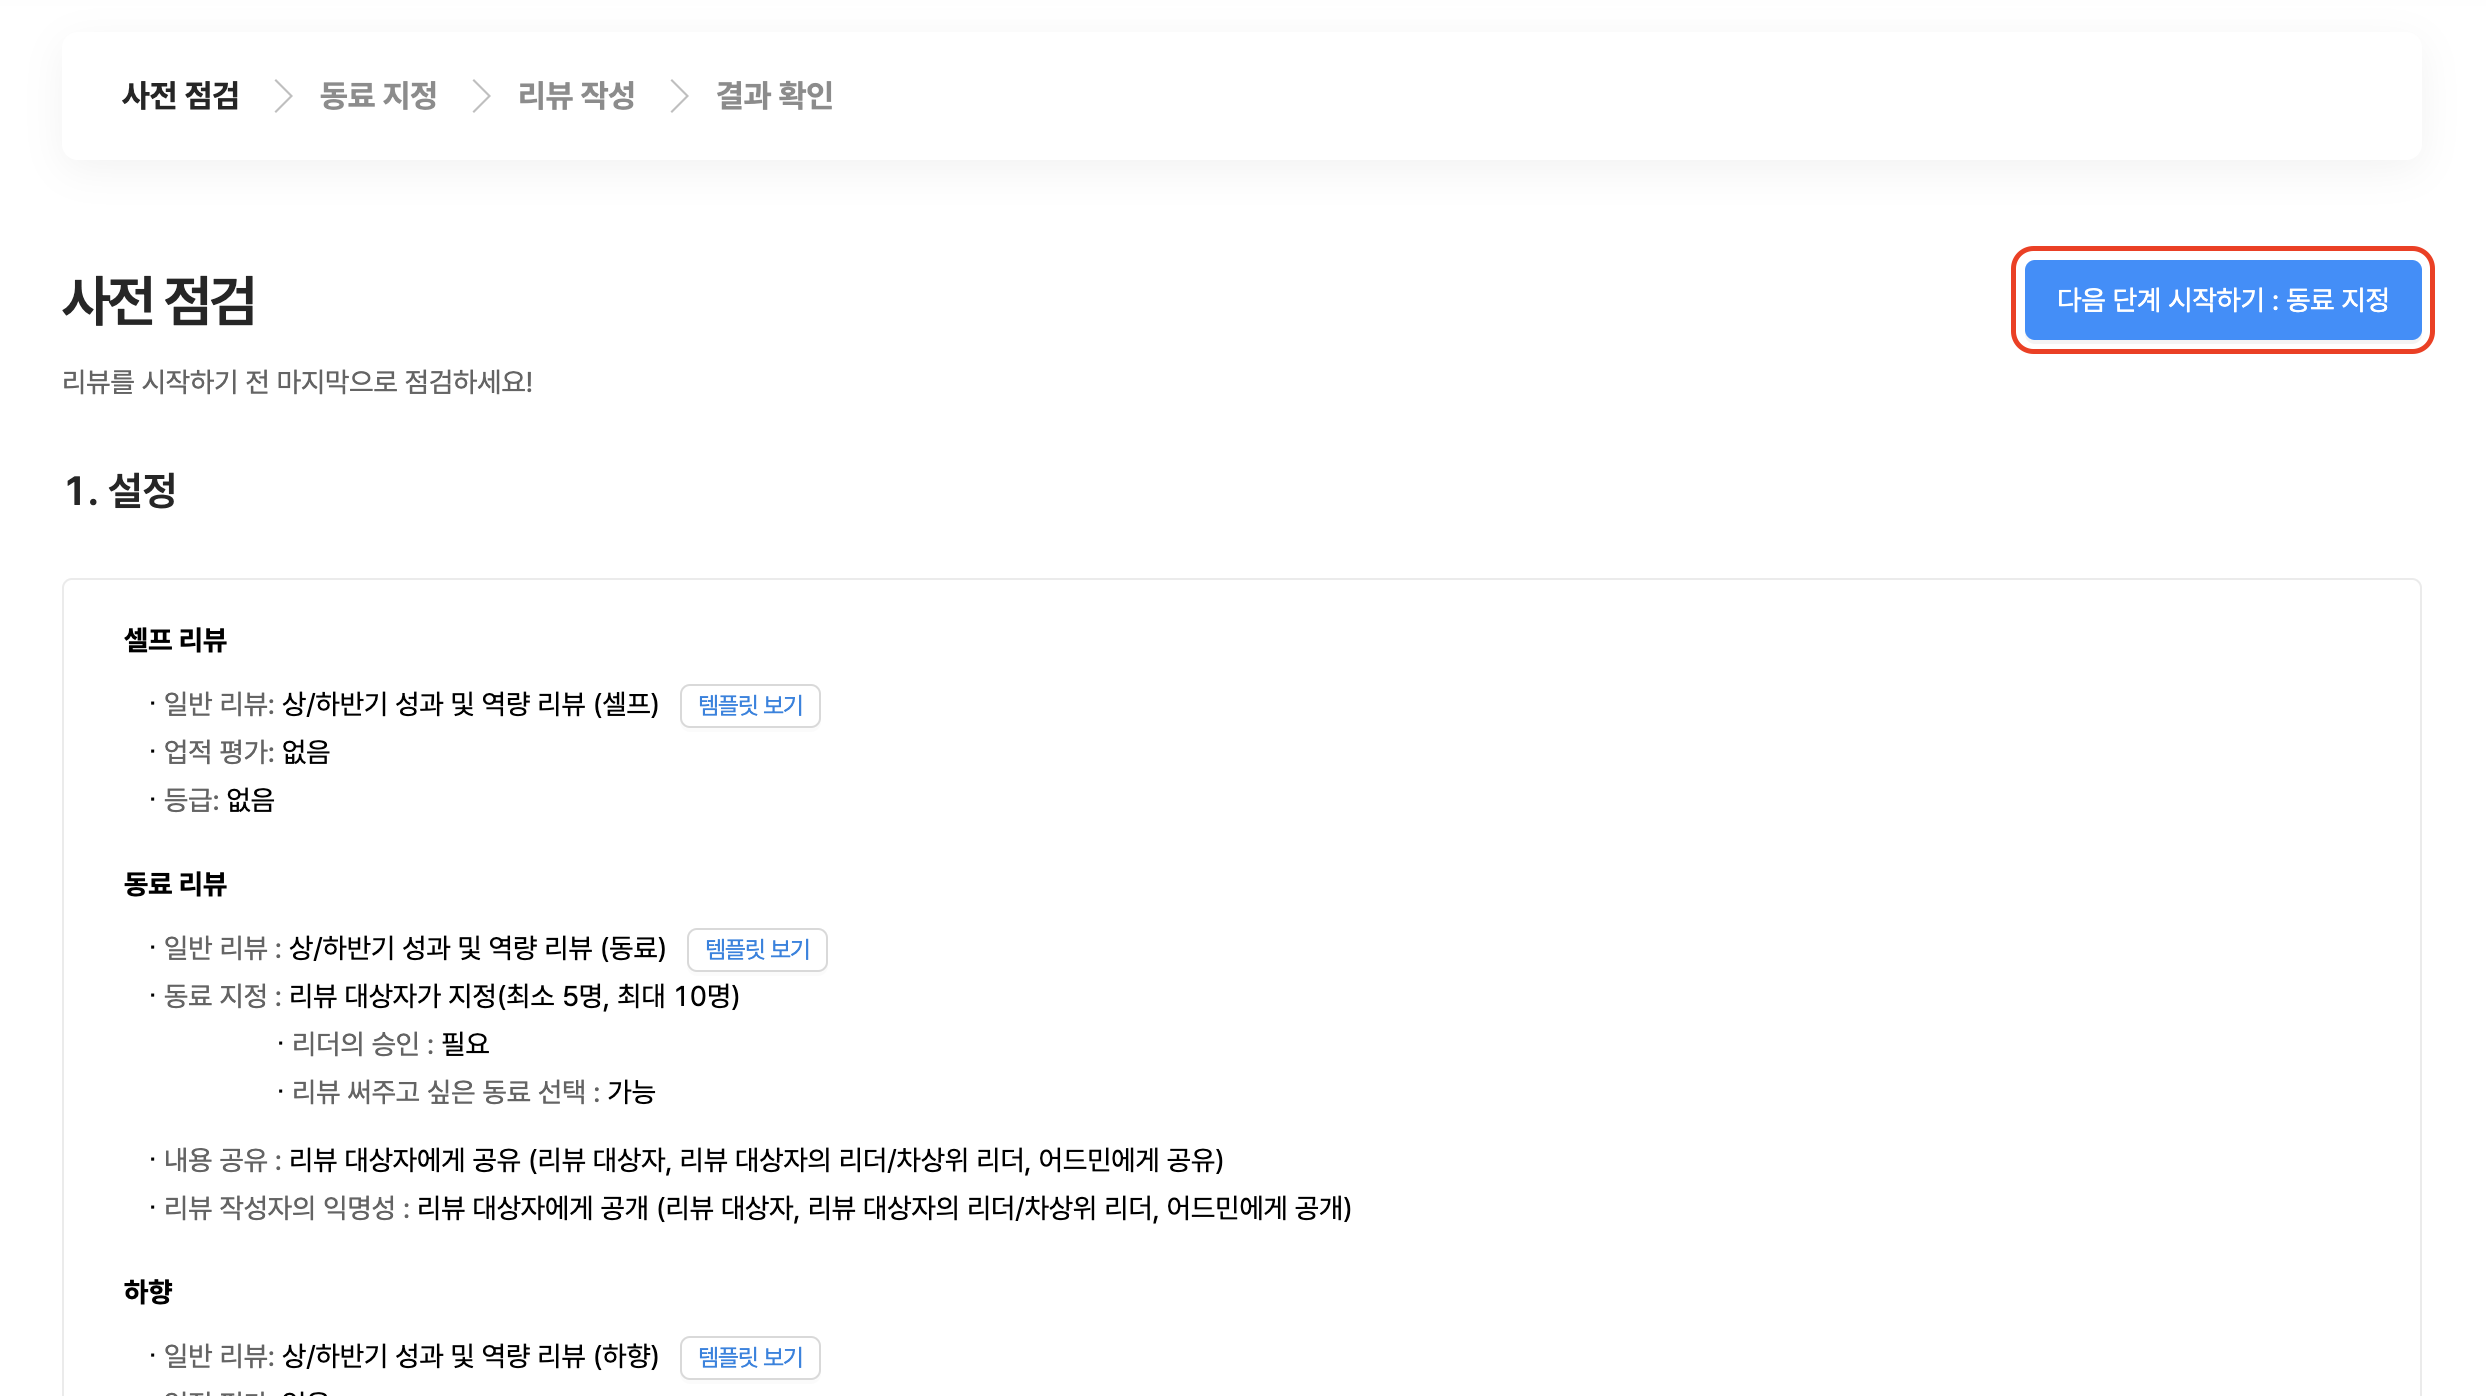 사전 점검 동료 지정 리뷰 작성 결과 확인
사전 점검
다음 단계 시작하기 : 동료 지정
리뷰를 시작하기 전 마지막으로 점검하세요!
1. 설정
셀프 리뷰
· 일반 리뷰: 상/하반기 성과 및 역량 리뷰 (셀프) 템플릿 보기
· 업적 평가: 없음
· 등급: 없음
동료 리뷰
· 일반 리뷰 : 상/하반기 성과 및 역량 리뷰 (동료) 템플릿 보기
· 동료 지정 : 리뷰 대상자가 지정(최소 5명, 최대 10명)
· 리더의 승인 : 필요
· 리뷰 써주고 싶은 동료 선택 : 가능
· 내용 공유 : 리뷰 대상자에게 공유 (리뷰 대상자, 리뷰 대상자의 리더/차상위 리더, 어드민에게 공유)
· 리뷰 작성자의 익명성 : 리뷰 대상자에게 공개 (리뷰 대상자, 리뷰 대상자의 리더/차상위 리더, 어드민에게 공개)
하향
· 일반 리뷰: 상/하반기 성과 및 역량 리뷰 (하향) 템플릿 보기